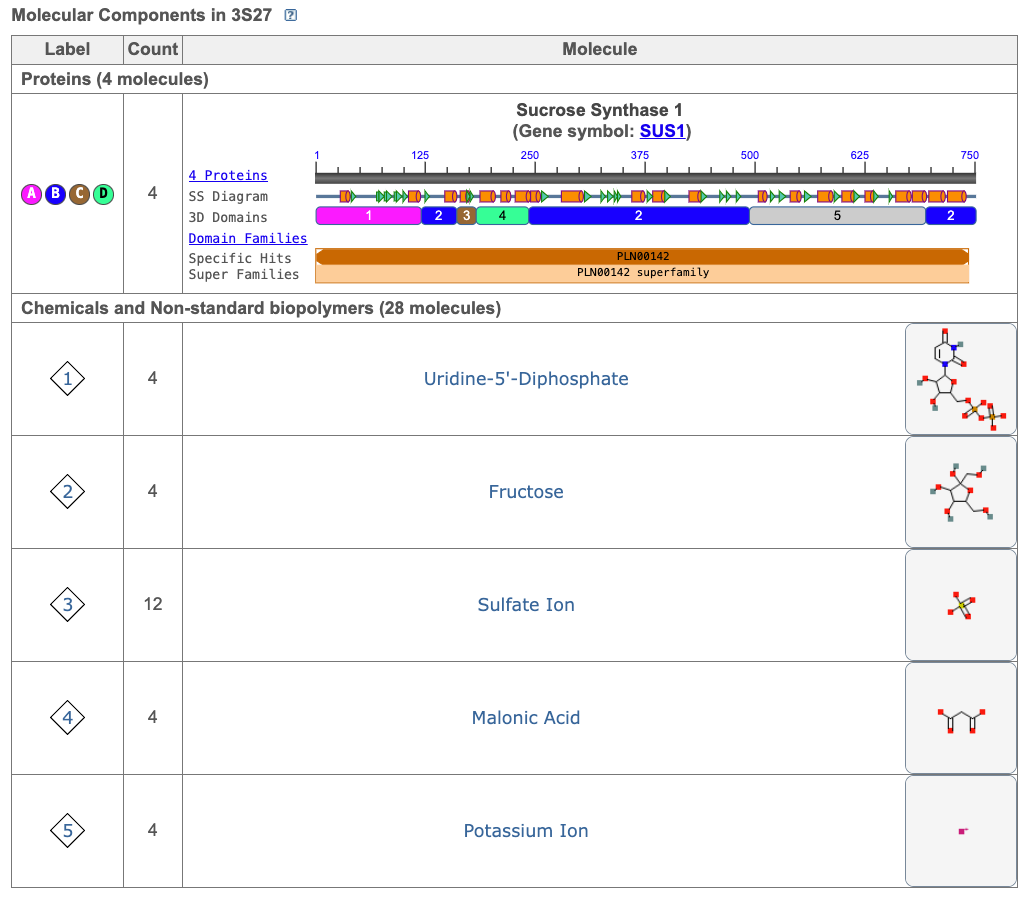 Molecular Components in 3S27 ?
Label Count Molecule
Proteins (4 molecules)
Sucrose Synthase 1
(Gene symbol: SUS1)
1 125 250 375 500 625 750
4 Proteins
A B C D 4
SS Diagram
3D Domains 1 2 3 4 2 5 2
Domain Families
Specific Hits PLN00142
Super Families PLN00142 superfamily
Chemicals and Non-standard biopolymers (28 molecules)
1 4 Uridine-5'-Diphosphate
2 4 Fructose
3 12 Sulfate Ion
4 4 Malonic Acid
5 4 Potassium Ion